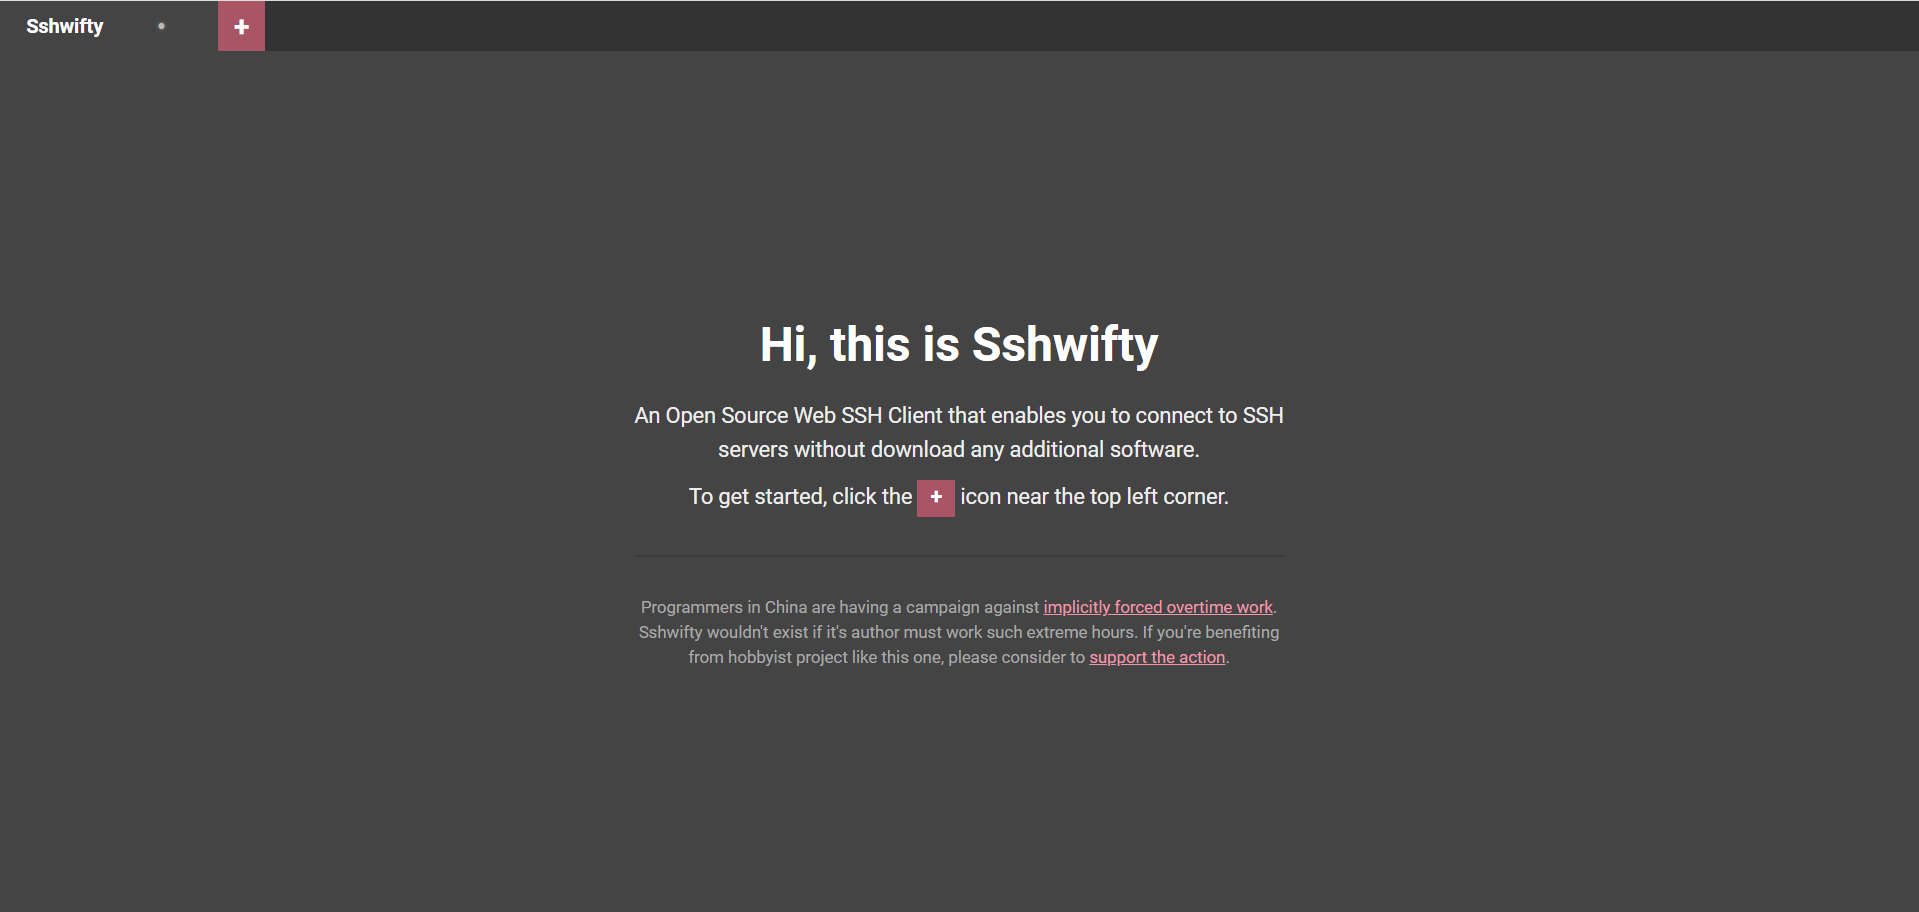 Sshwifty
+
Hi, this is Sshwifty
An Open Source Web SSH Client that enables you to connect to SSH
servers without download any additional software.
To get started, click the + icon near the top left corner.
Programmers in China are having a campaign against implicitly forced overtime work.
Sshwifty wouldn't exist if it's author must work such extreme hours. If you're benefiting
from hobbyist project like this one, please consider to support the action.